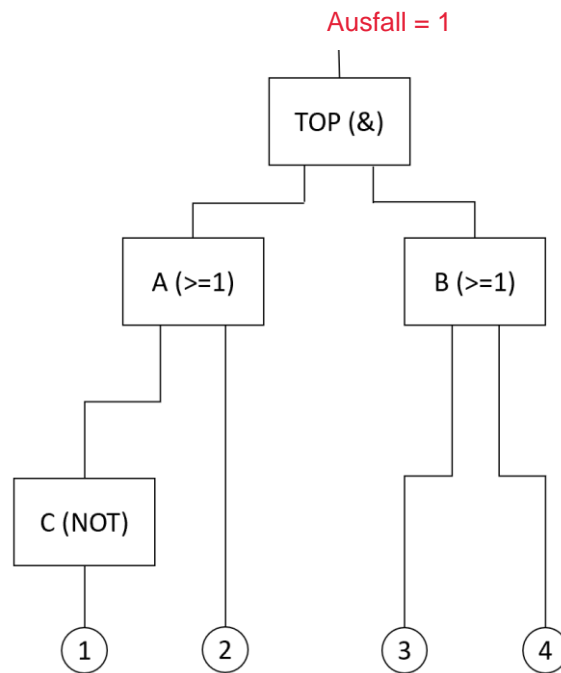 Ausfall = 1
TOP (&)
A (>=1)
B (>=1)
C (NOT)
1
2
3
4